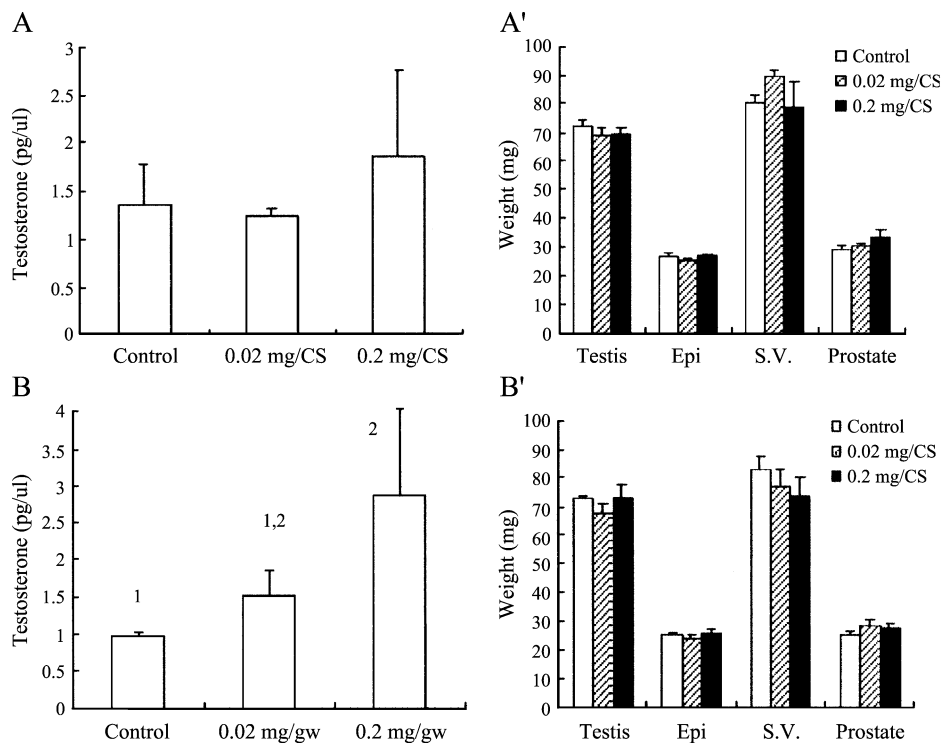 A
Testosterone (pg/ul)
3
2.5
2
1.5
1
1.5
0
Control
0.02 mg/CS
0.2 mg/CS
A'
Weight (mg)
100
90
80
70
60
50
40
30
20
10
0
Testis
Epi
S.V.
Prostate
Control
0.02 mg/CS
0.2 mg/CS
B
Testosterone (pg/ul)
4
3.5
3
2.5
2
1.5
1
1.5
0
1
1,2
2
Control
0.02 mg/gw
0.2 mg/gw
B'
Weight (mg)
100
90
80
70
60
50
40
30
20
10
0
Testis
Epi
S.V.
Prostate
Control
0.02 mg/CS
0.2 mg/CS